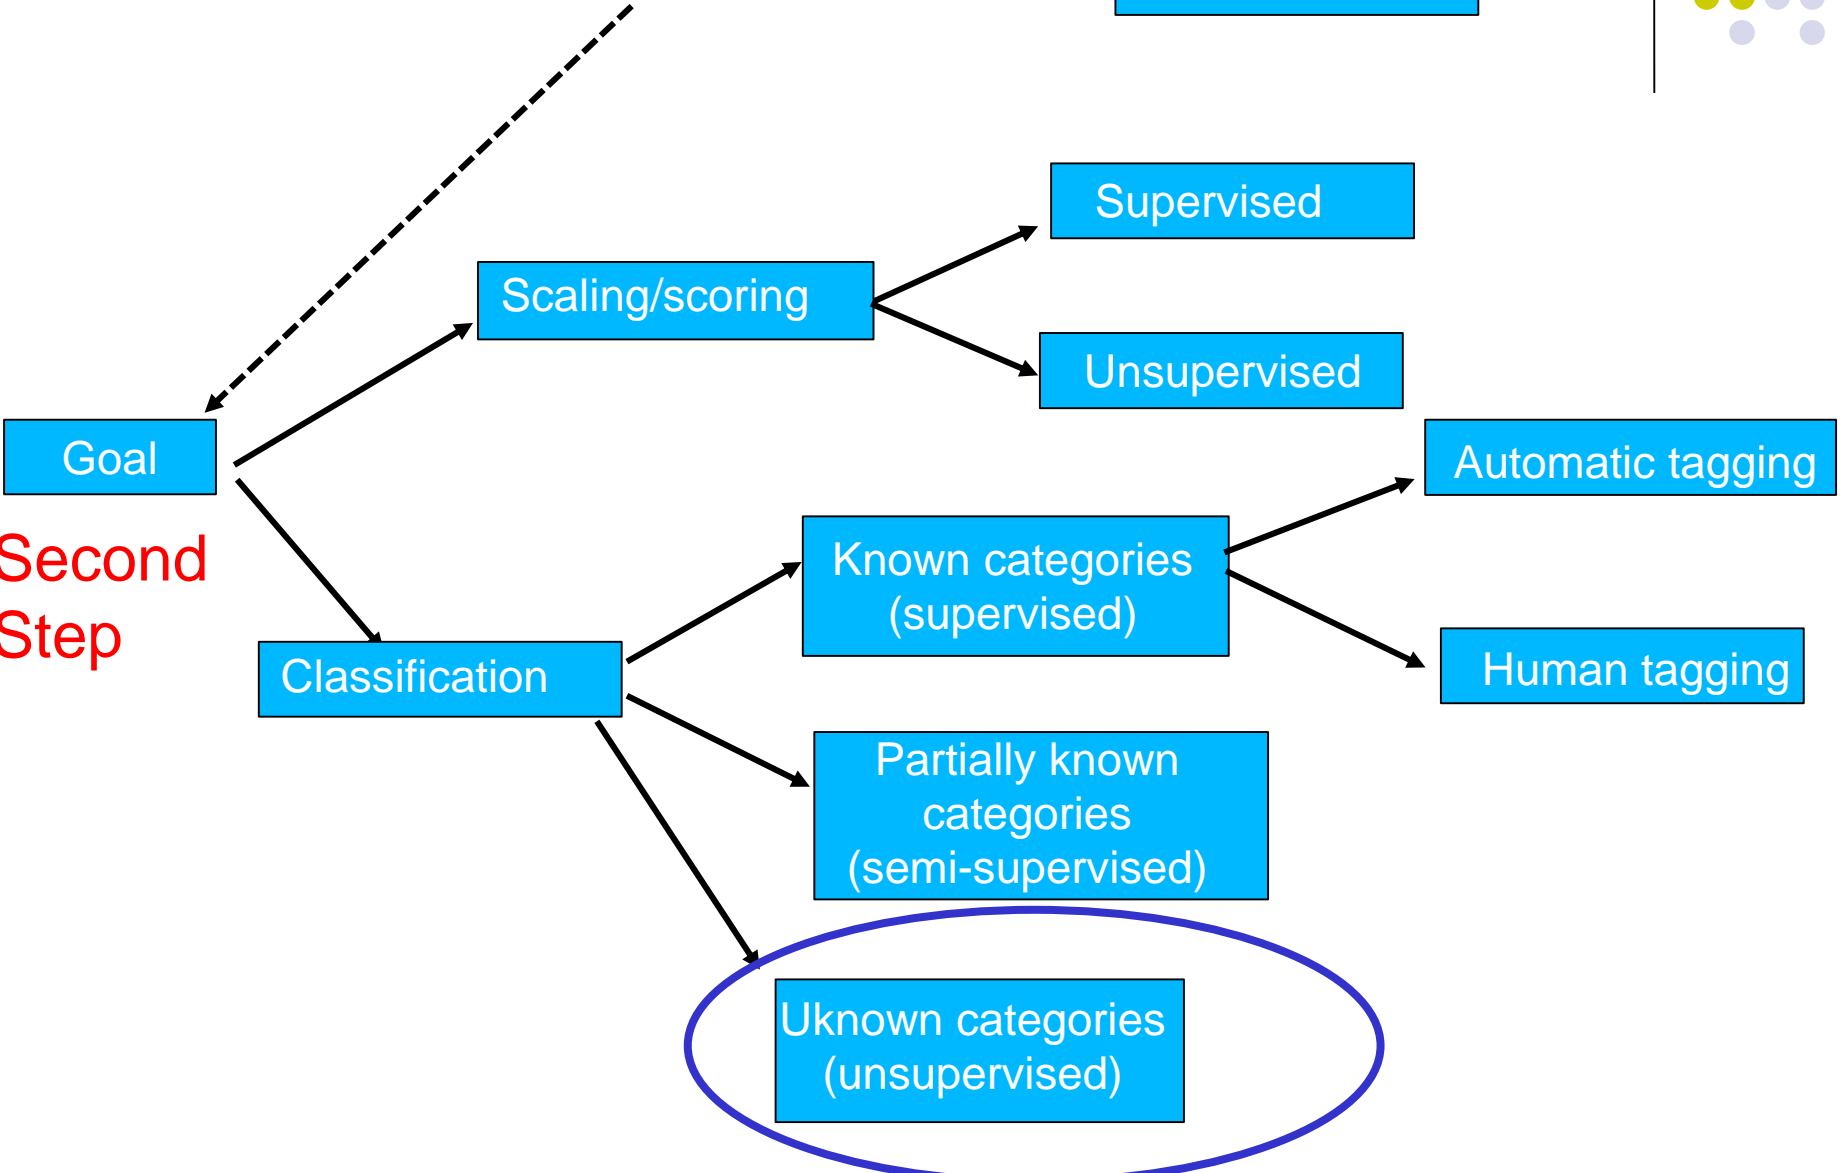 Supervised
Scaling/scoring
Unsupervised
Goal
Automatic tagging
Second
Step
Known categories
(supervised)
Human tagging
Classification
Partially known
categories
(semi-supervised)
Uknown categories
(unsupervised)